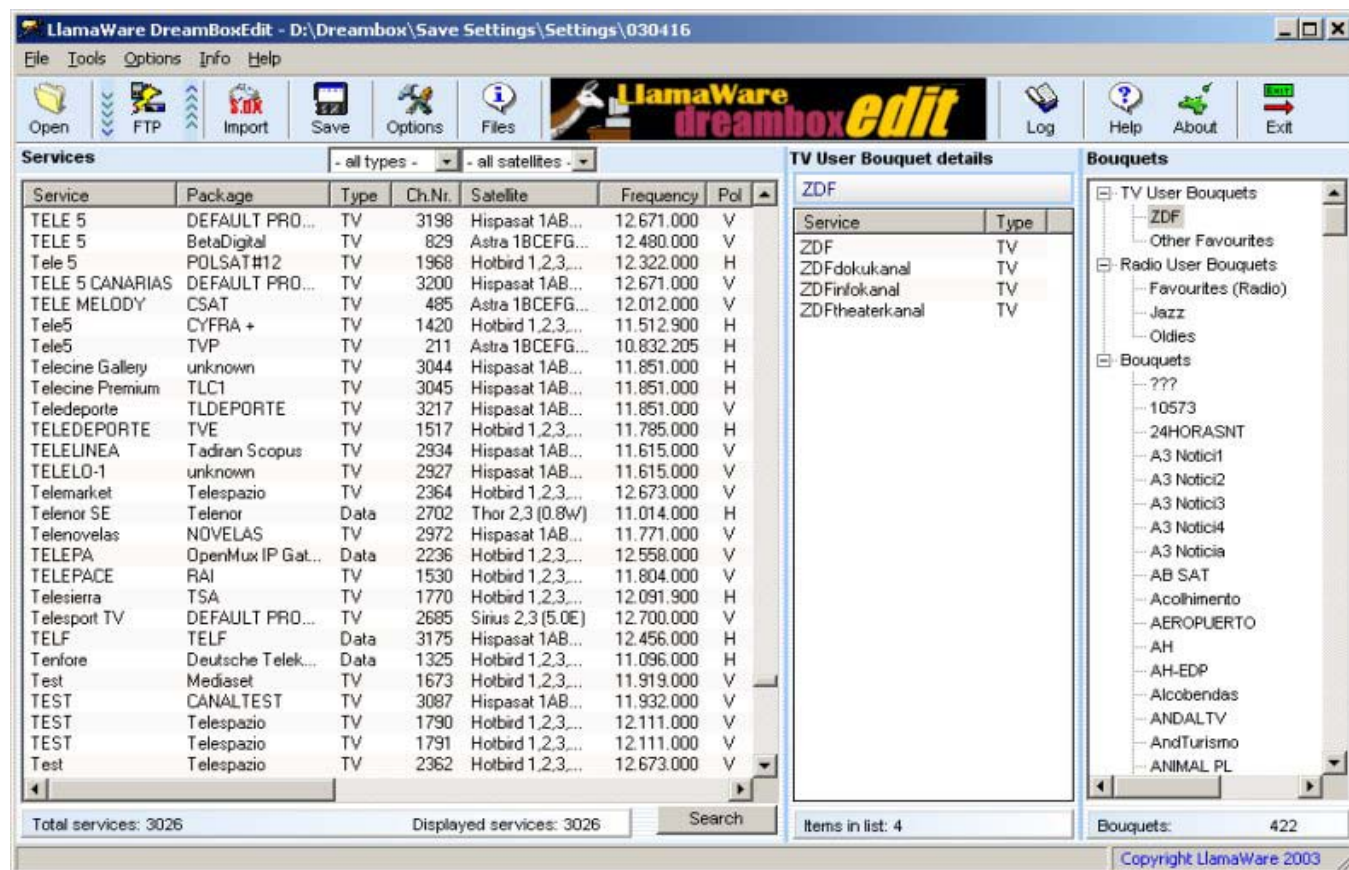 LlamaWare DreamBoxEdit - D:\Dreambox\Save Settings\Settings\030416
File Tools Options Info Help
LlamaWare
dreambox edit
Open FTP Import Save Options Files Log Help About Exit
Services - all types - - all satellites - TV User Bouquet details Bouquets
ZDF
Service Package Type Ch.Nr. Satellite Frequency Pol
TELE 5 DEFAULT PRO... TV 3198 Hispasat 1AB... 12.671.000 V
TELE 5 BetaDigital TV 829 Astra 1BCEFG... 12.480.000 V
Tele 5 POLSAT#12 TV 1968 Hotbird 1,2,3,... 12.322.000 H
TELE 5 CANARIAS DEFAULT PRO... TV 3200 Hispasat 1AB... 12.671.000 V
TELE MELODY CSAT TV 485 Astra 1BCEFG... 12.012.000 V
Tele5 CYFRA + TV 1420 Hotbird 1,2,3,... 11.512.900 H
Tele5 TVP TV 211 Astra 1BCEFG... 10.832.205 H
Telecine Gallery unknown TV 3044 Hispasat 1AB... 11.851.000 H
Telecine Premium TLC1 TV 3045 Hispasat 1AB... 11.851.000 H
Teledeporte TLDEPORTE TV 3217 Hispasat 1AB... 11.851.000 V
TELEDEPORTE TVE TV 1517 Hotbird 1,2,3,... 11.785.000 H
TELELINEA Tadiran Scopus TV 2934 Hispasat 1AB... 11.615.000 V
TELELO-1 unknown TV 2927 Hispasat 1AB... 11.615.000 V
Telemarket Telespazio TV 2364 Hotbird 1,2,3,... 12.673.000 V
Telenor SE Telenor Data 2702 Thor 2,3 (0.8W) 11.014.000 H
Telenovelas NOVELAS TV 2972 Hispasat 1AB... 11.771.000 V
TELEPA OpenMux IP Gat... Data 2236 Hotbird 1,2,3,... 12.558.000 V
TELEPACE RAI TV 1530 Hotbird 1,2,3,... 11.804.000 V
Telesierra TSA TV 1770 Hotbird 1,2,3,... 12.091.900 H
Telesport TV DEFAULT PRO... TV 2685 Sirius 2,3 (5.0E) 12.700.000 V
TELF TELF Data 3175 Hispasat 1AB... 12.456.000 H
Tenfore Deutsche Telek... Data 1325 Hotbird 1,2,3,... 11.096.000 H
Test Mediaset TV 1673 Hotbird 1,2,3,... 11.919.000 V
TEST CANALTEST TV 3087 Hispasat 1AB... 11.932.000 V
TEST Telespazio TV 1790 Hotbird 1,2,3,... 12.111.000 V
TEST Telespazio TV 1791 Hotbird 1,2,3,... 12.111.000 V
Test Telespazio TV 2362 Hotbird 1,2,3,... 12.673.000 V
Service Type
ZDF TV
ZDFdokukanal TV
ZDFinfokanal TV
ZDFtheaterkanal TV
TV User Bouquets
ZDF
Other Favourites
Radio User Bouquets
Favourites (Radio)
Jazz
Oldies
Bouquets
???
10573
24HORASNT
A3 Notici1
A3 Notici2
A3 Notici3
A3 Notici4
A3 Noticia
AB SAT
Acolhimento
AEROPUERTO
AH
AH-EDP
Alcobendas
ANDALTV
AndTurismo
ANIMAL PL
Total services: 3026 Displayed services: 3026 Search Items in list: 4 Bouquets: 422
Copyright LlamaWare 2003